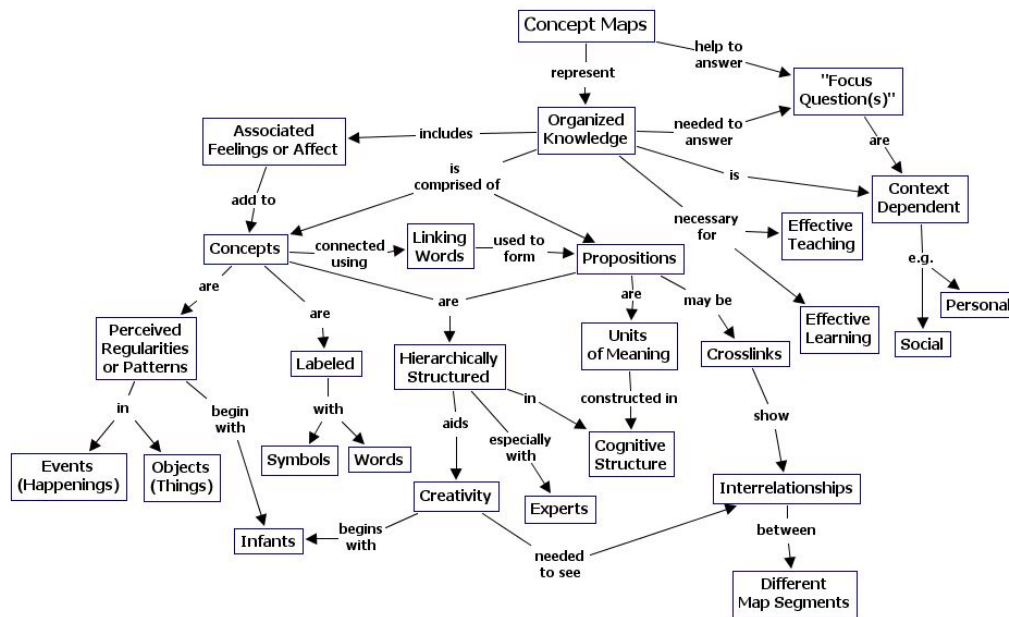 Concept Maps
help to
answer
represent
"Focus
Question(s)"
Organized
Knowledge
needed to
answer
includes
Associated
Feelings or Affect
are
is
is
comprised of
Context
Dependent
add to
necessary
for
Effective
Teaching
Concepts
connected
using
Linking
Words
used to
form
Propositions
e.g.
are
are
are
are
may be
Personal
Social
Effective
Learning
Perceived
Regularities
or Patterns
Labeled
Hierarchically
Structured
Units
of Meaning
Crosslinks
in
begin
with
with
aids
especially
with
in
constructed in
show
Events
(Happenings)
Objects
(Things)
Symbols
Words
Cognitive
Structure
Creativity
Experts
Interrelationships
Infants
begins
with
needed
to see
between
Different
Map Segments